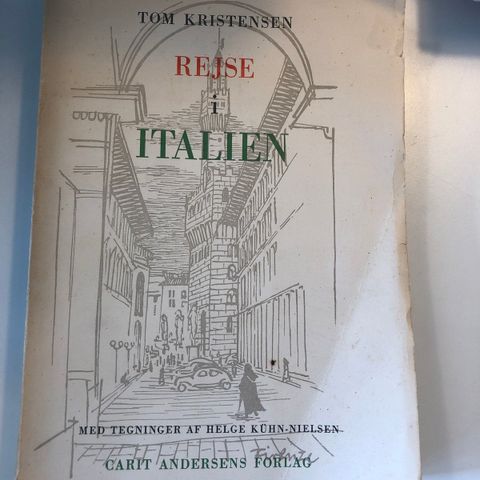 TOM KRISTENSEN
REJSE
i
ITALIEN
MED TEGNINGER AF HELGE KÜHN-NIELSEN
CARIT ANDERSENS FORLAG